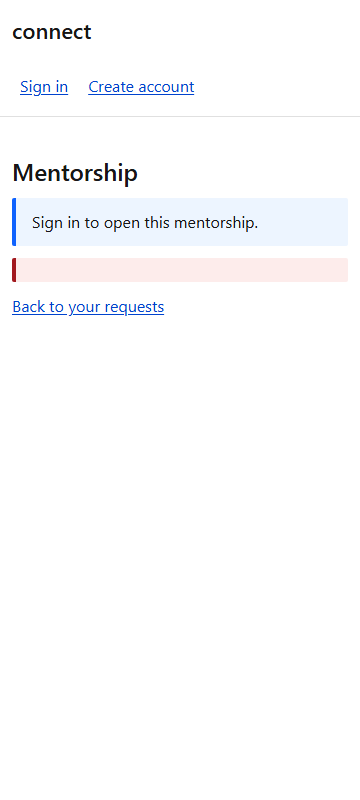 connect
Sign in Create account
Mentorship
Sign in to open this mentorship.
Back to your requests